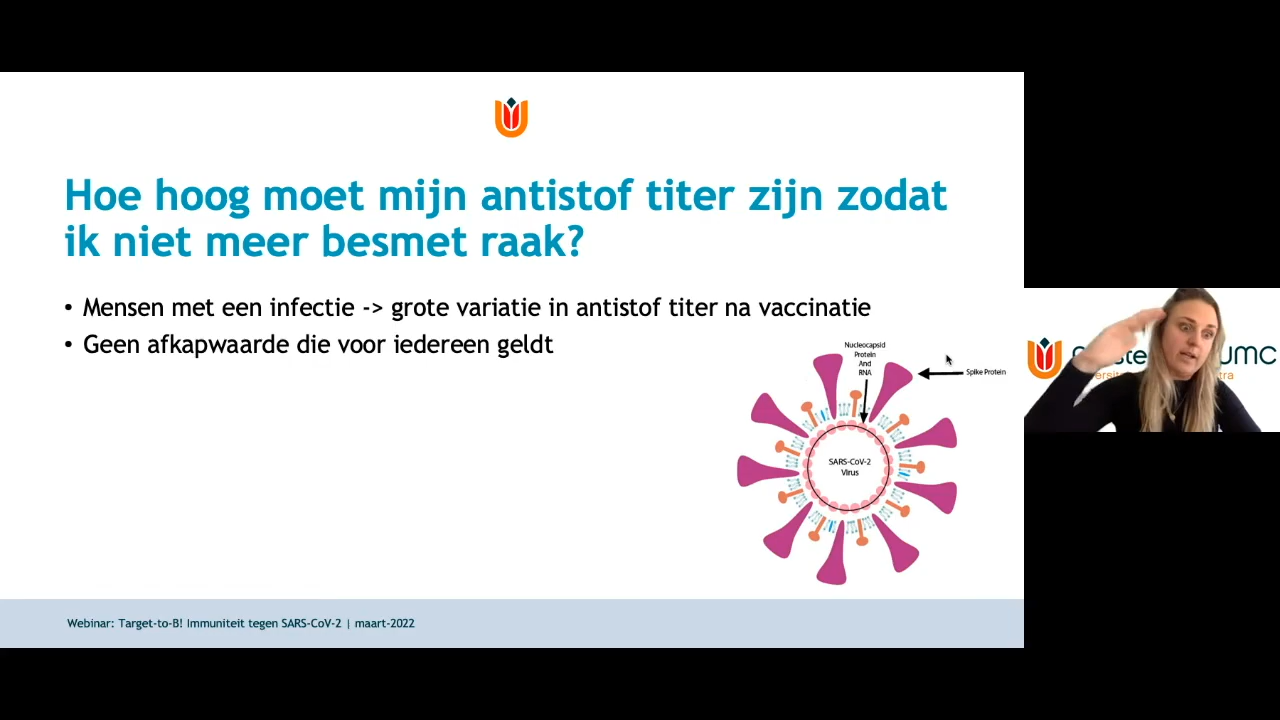 Hoe hoog moet mijn antistof titer zijn zodat
ik niet meer besmet raak?
• Mensen met een infectie -> grote variatie in antistof titer na vaccinatie
• Geen afkapwaarde die voor iedereen geldt
Nucleocapsid
Protein
And
RNA
Spike Protein
SARS-CoV-2
Virus
UMC
Webinar: Target-to-B! Immuniteit tegen SARS-CoV-2 | maart-2022